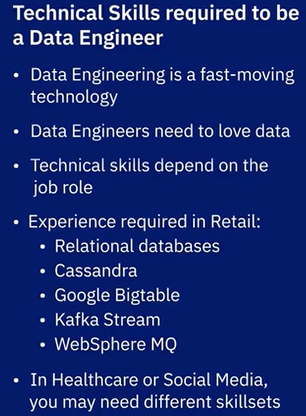 Technical Skills required to be
a Data Engineer
• Data Engineering is a fast-moving
technology
• Data Engineers need to love data
• Technical skills depend on the
job role
• Experience required in Retail:
• Relational databases
• Cassandra
• Google Bigtable
• Kafka Stream
• WebSphere MQ
• In Healthcare or Social Media,
you may need different skillsets